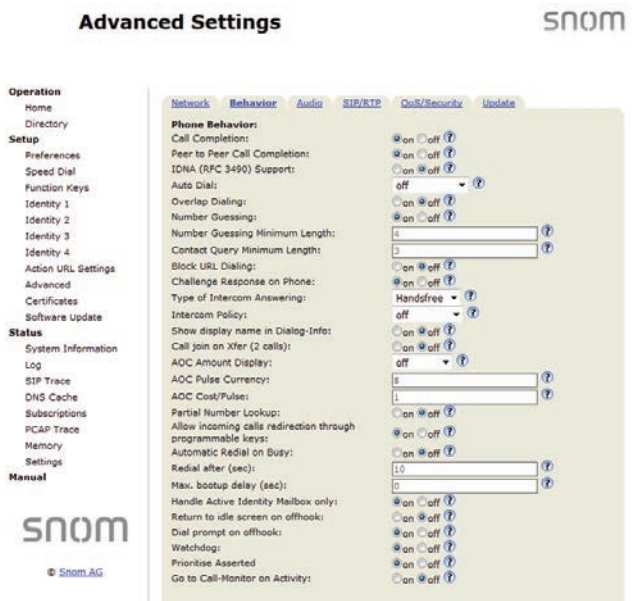 Advanced Settings
snom
Operation
Home
Directory
Setup
Preferences
Speed Dial
Function Keys
Identity 1
Identity 2
Identity 3
Identity 4
Action URL Settings
Advanced
Certificates
Software Update
Status
System Information
Log
SIP Trace
DNS Cache
Subscriptions
PCAP Trace
Memory
Settings
Manual
snom
© Snom AG
Network Behavior Audio SIP/RTP QoS/Security Update
Phone Behavior:
Call Completion: on off ?
Peer to Peer Call Completion: on off ?
IDNA (RFC 3490) Support: on off ?
Auto Dial: off ?
Overlap Dialing: on off ?
Number Guessing: on off ?
Number Guessing Minimum Length: 4 ?
Contact Query Minimum Length: 3 ?
Block URL Dialing: on off ?
Challenge Response on Phone: on off ?
Type of Intercom Answering: Handsfree ?
Intercom Policy: off ?
Show display name in Dialog-Info: on off ?
Call join on Xfer (2 calls): on off ?
AOC Amount Display: off ?
AOC Pulse Currency: $ ?
AOC Cost/Pulse: 1 ?
Partial Number Lookup: on off ?
Allow incoming calls redirection through
programmable keys: on off ?
Automatic Redial on Busy: on off ?
Redial after (sec): 10 ?
Max. bootup delay (sec): 0 ?
Handle Active Identity Mailbox only: on off ?
Return to idle screen on offhook: on off ?
Dial prompt on offhook: on off ?
Watchdog: on off ?
Prioritise Asserted on off ?
Go to Call-Monitor on Activity: on off ?